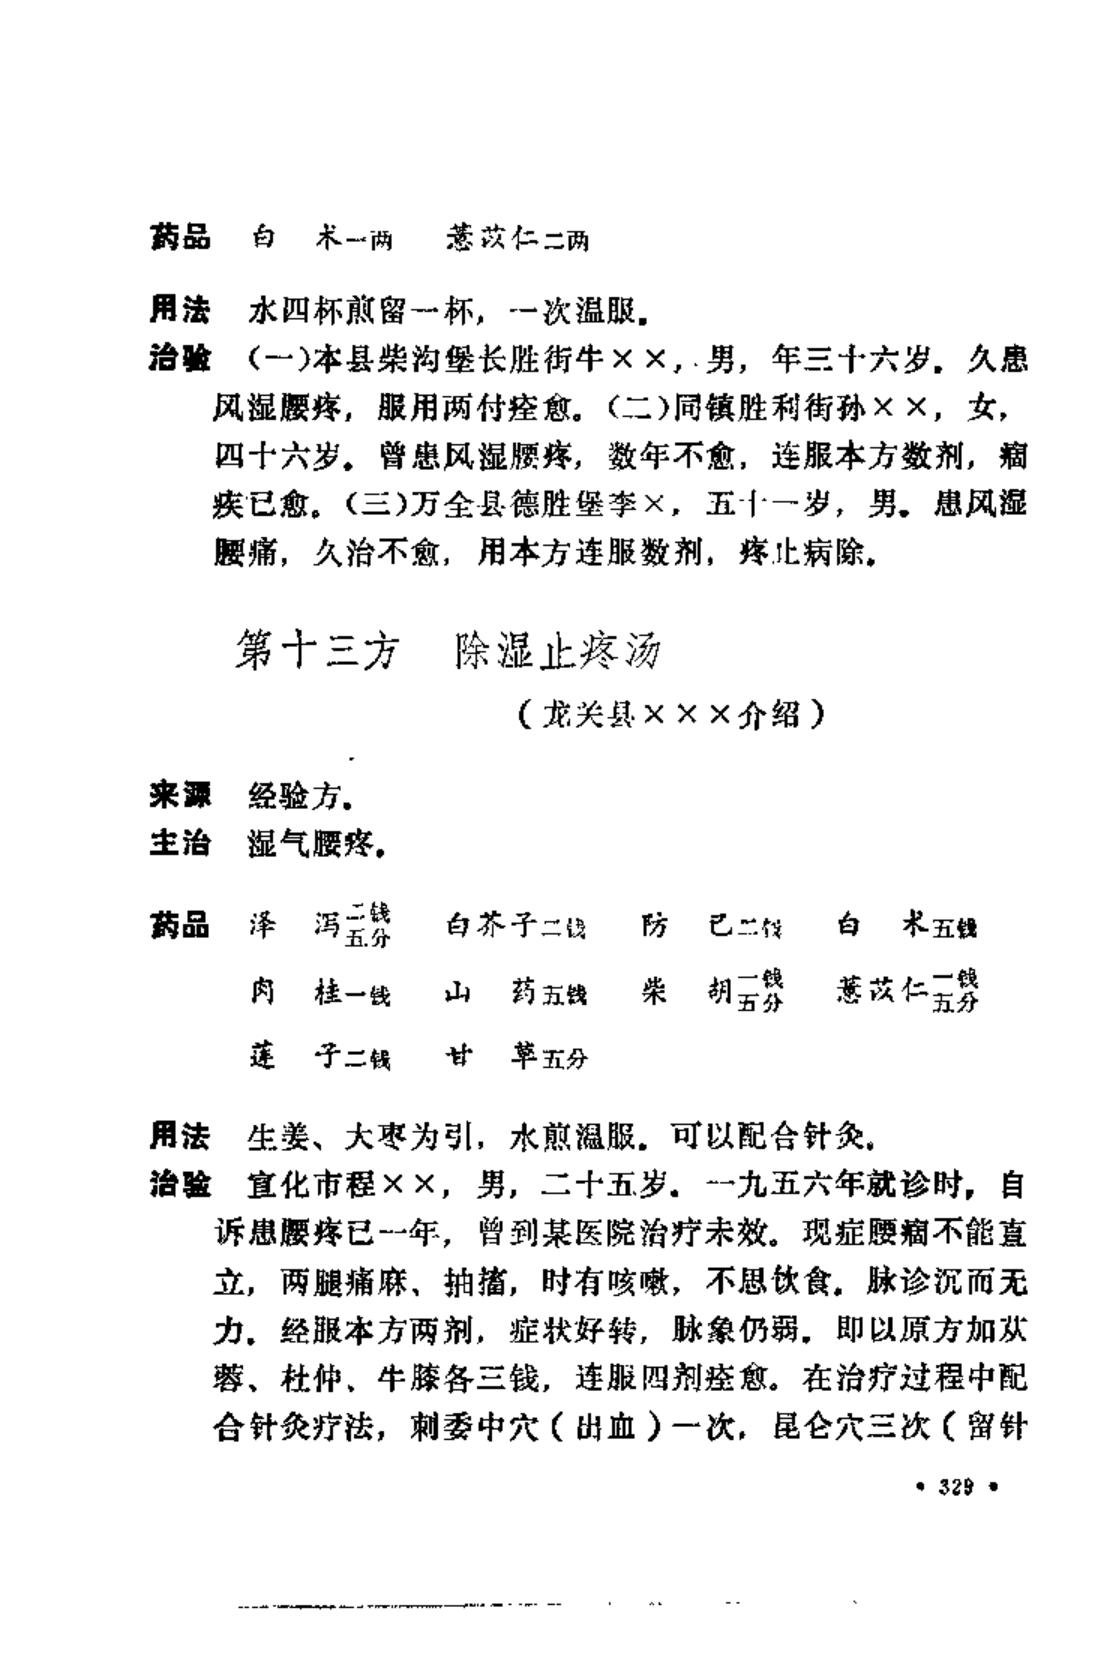 药品 白 术一两 薏苡仁二两
用法 水四杯煎留一杯，一次温服。
治验 （一）本县柴沟堡长胜街牛××，男，年三十六岁。久患
风湿腰疼，服用两付痊愈。（二）同镇胜利街孙××，女，
四十六岁。曾患风湿腰疼，数年不愈，连服本方数剂，痼
疾已愈。（三）万全县德胜堡李×，五十一岁，男。患风湿
腰痛，久治不愈，用本方连服数剂，疼止病除。
第十三方 除湿止疼汤
（龙关县×××介绍）
来源 经验方。
主治 湿气腰疼。
药品 泽 泻二钱五分 白芥子二钱 防 己二钱 白 术五钱
肉 桂一钱 山 药五钱 柴 胡一钱五分 薏苡仁一钱五分
莲 子二钱 甘 草五分
用法 生姜、大枣为引，水煎温服。可以配合针灸。
治验 宣化市程××，男，二十五岁。一九五六年就诊时，自
诉患腰疼已一年，曾到某医院治疗未效。现症腰痛不能直
立，两腿痛麻、抽搐，时有咳嗽，不思饮食。脉诊沉而无
力。经服本方两剂，症状好转，脉象仍弱。即以原方加苁
蓉、杜仲、牛膝各三钱，连服四剂痊愈。在治疗过程中配
合针灸疗法，刺委中穴（出血）一次，昆仑穴三次（留针
• 329 •